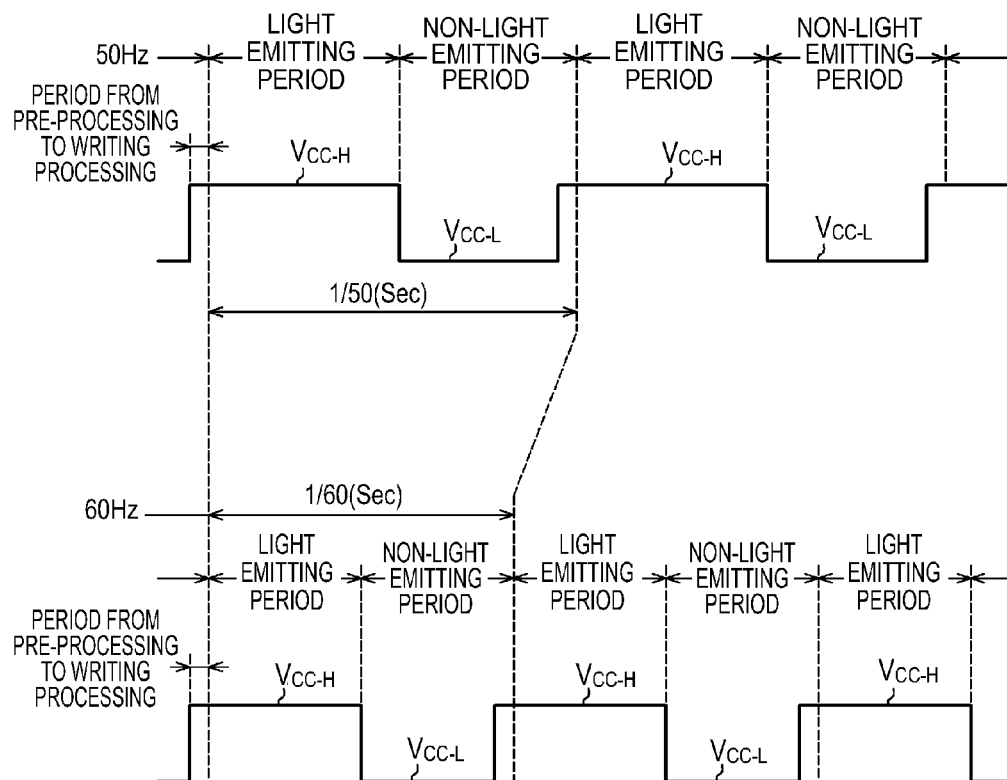 LIGHT
EMITTING
PERIOD
NON-LIGHT
EMITTING
PERIOD
LIGHT
EMITTING
PERIOD
NON-LIGHT
EMITTING
PERIOD
50Hz
PERIOD FROM
PRE-PROCESSING
TO WRITING
PROCESSING
VCC-H
VCC-H
VCC-L
VCC-L
1/50(Sec)
1/60(Sec)
60Hz
LIGHT
EMITTING
PERIOD
NON-LIGHT
EMITTING
PERIOD
LIGHT
EMITTING
PERIOD
NON-LIGHT
EMITTING
PERIOD
LIGHT
EMITTING
PERIOD
PERIOD FROM
PRE-PROCESSING
TO WRITING
PROCESSING
VCC-H
VCC-H
VCC-H
VCC-L
VCC-L